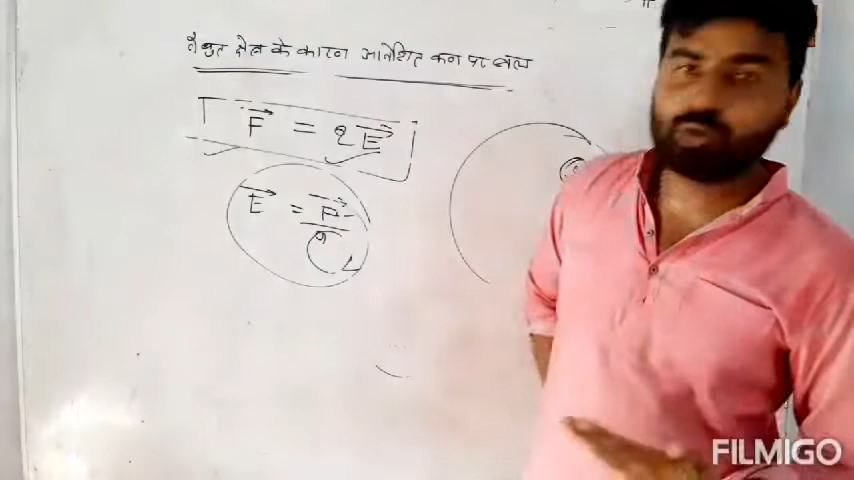 वैधुत क्षेत्र के कारण आवेशित कण पर बल
F = qE
E = F
q
FILMIGO